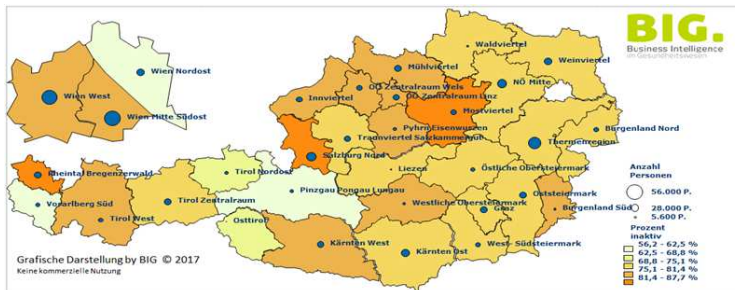 BIG.
Business Intelligence
im Gesundheitswesen
Waldviertel
Weinviertel
Mühlviertel
Wien Nordost
NÖ Mitte
OÖ Zentralraum Wels
OÖ Zentralraum Linz
Wien West
Innviertel
Mostviertel
Wien Mitte Südost
Pyhrn Eisenwurzen
Burgenland Nord
Traunviertel Salzkammergut
Thermenregion
Salzburg Nord
Rheintal Bregenzerwald
Tirol Nordost
Liezen
Östliche Obersteiermark
Anzahl
Personen
Pinzgau Pongau Lungau
Oststeiermark
56.000 P.
Vorarlberg Süd
Tirol Zentralraum
Westliche Obersteiermark
Graz
Burgenland Süd
28.000 P.
5.600 P.
Tirol West
Osttirol
Kärnten West
Kärnten Ost
West- Südsteiermark
Prozent
inaktiv
56,2 - 62,5 %
62,5 - 68,8 %
68,8 - 75,1 %
75,1 - 81,4 %
81,4 - 87,7 %
Grafische Darstellung by BIG © 2017
Keine kommerzielle Nutzung